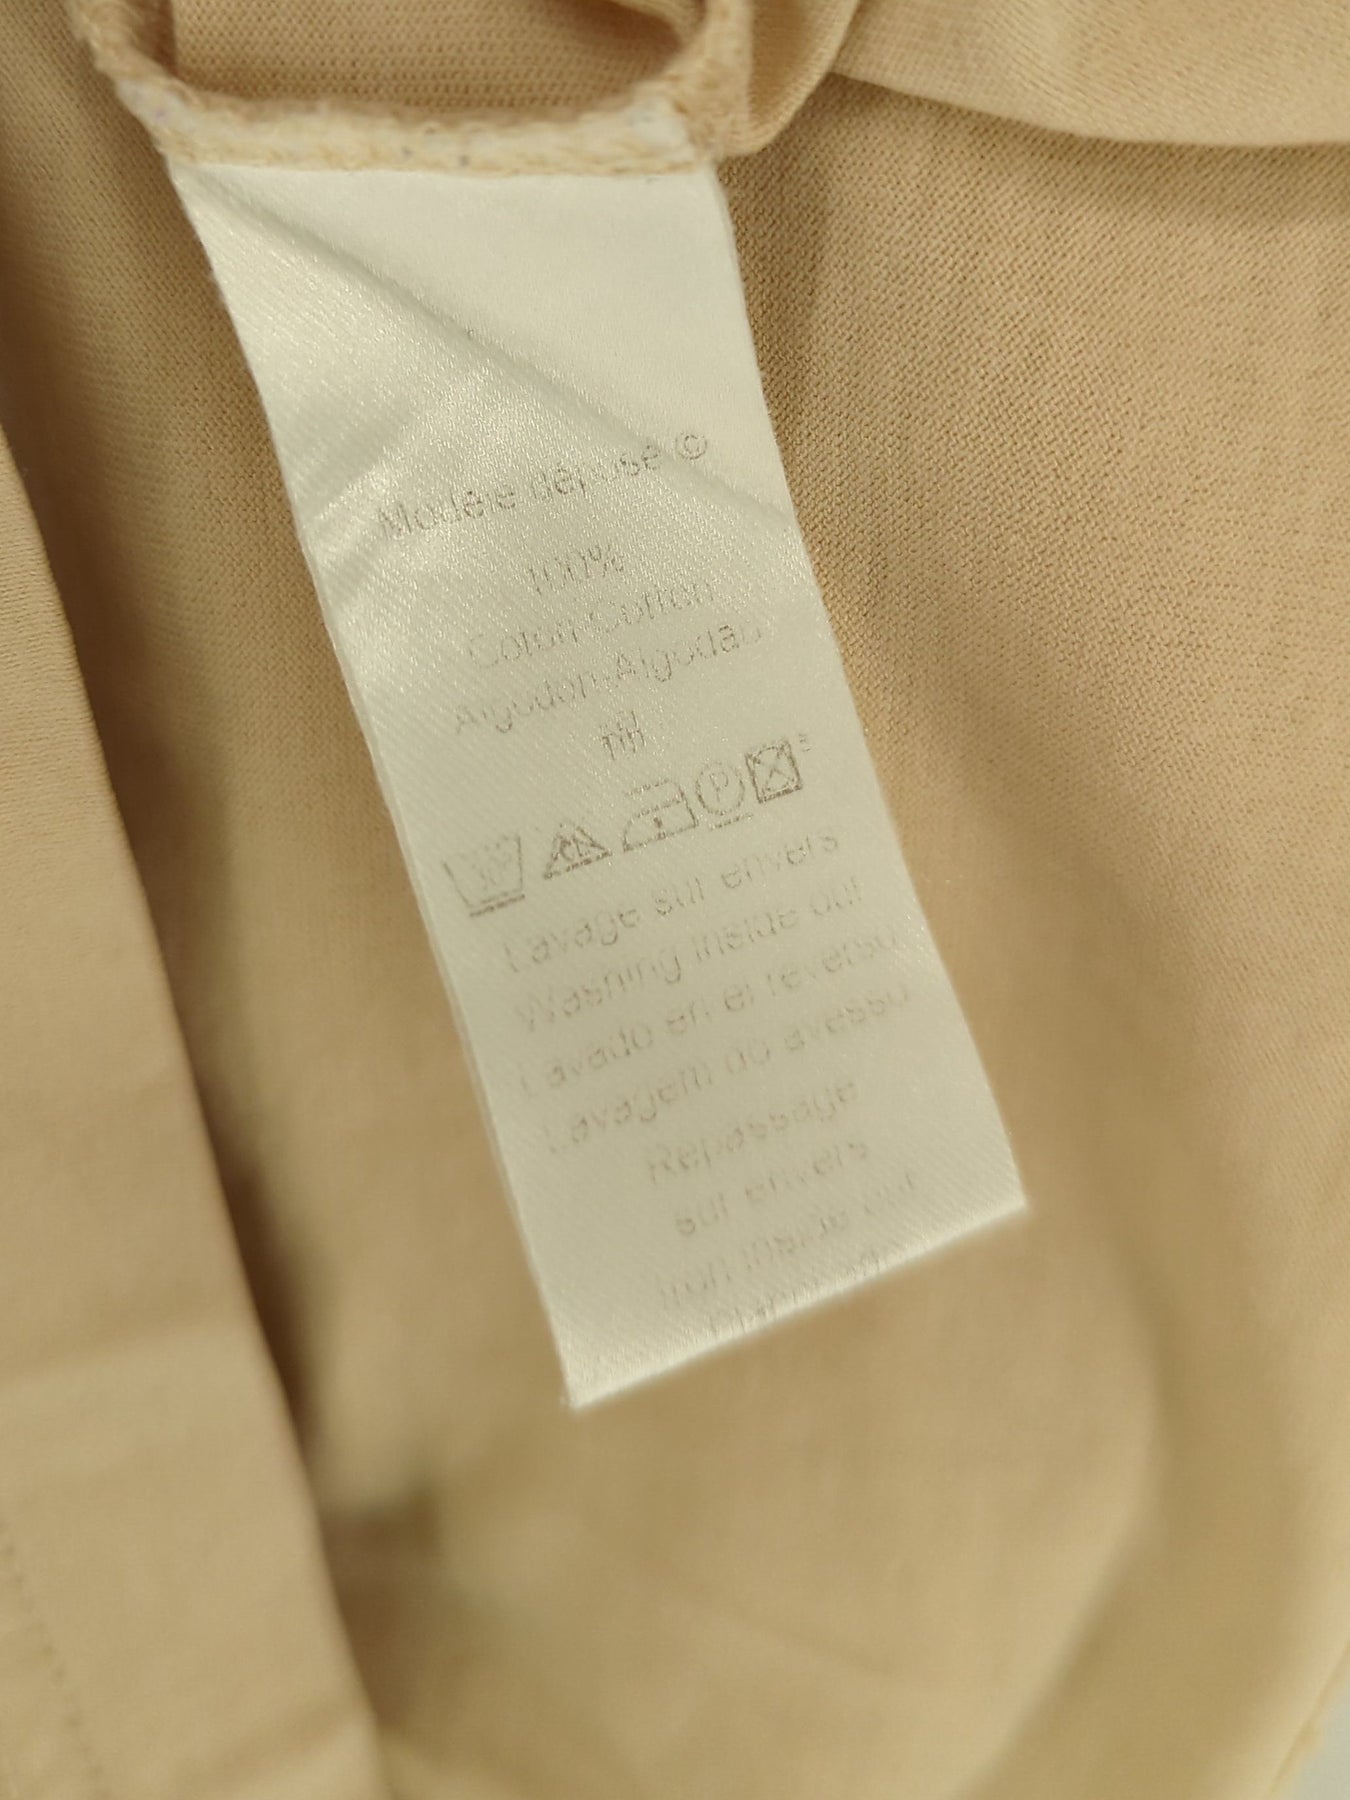 Modèle déposé ©
100%
Coton-Cotton
Algodon-Algodao
CL P
Lavage sur envers
Washing inside out
Lavado en el reverso
Lavagem do avesso
Repassage
sur envers
Iron inside out